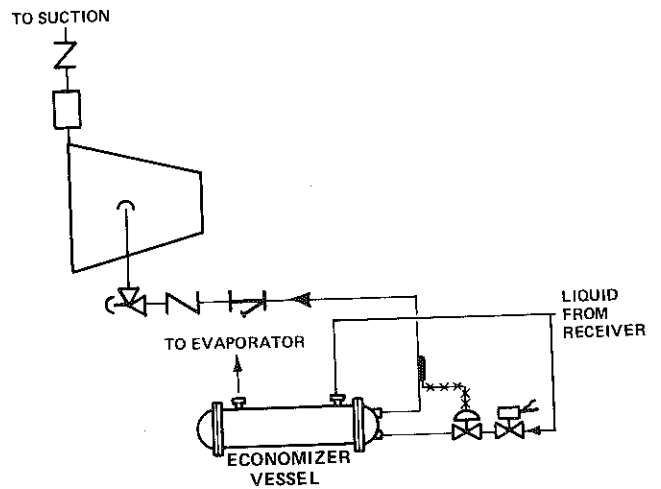 TO SUCTION
LIQUID
FROM
RECEIVER
TO EVAPORATOR
ECONOMIZER
VESSEL